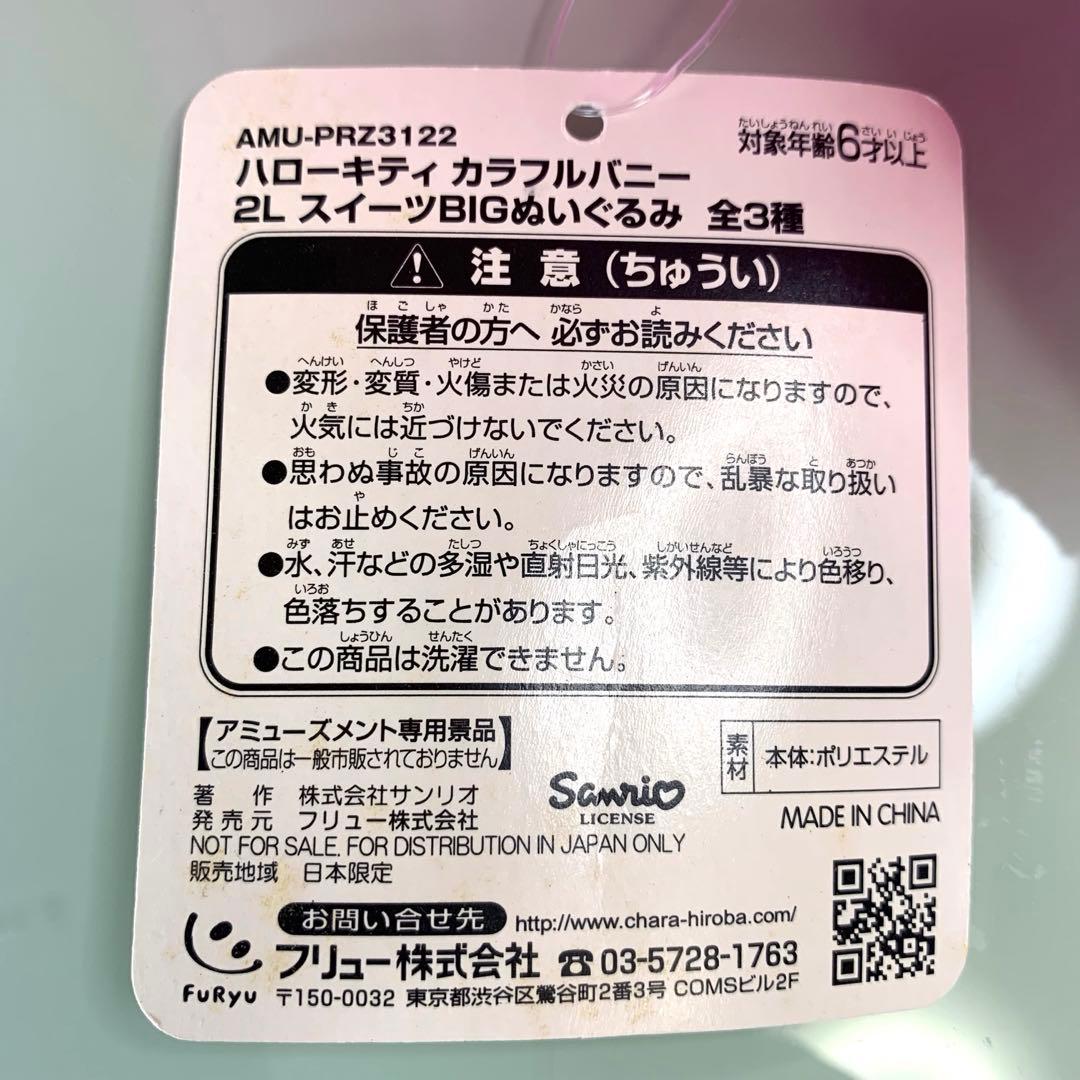 AMU-PRZ3122
たいしょうねんれい さいいじょう
対象年齢6才以上
ハローキティ カラフルバニー
2L スイーツBIGぬいぐるみ 全3種
注意(ちゅうい)
ほごしゃ かた かなら よ
保護者の方へ 必ずお読みください
へんけい へんしつ やけど かさい げんいん
●変形・変質・火傷または火災の原因になりますので、
かき ちか
火気には近づけないでください。
おも じこ げんいん らんぼう と あつか
●思わぬ事故の原因になりますので、乱暴な取り扱い
や
はお止めください。
みず あせ たしつ ちょくしゃにっこう しがいせんなど いろうつ
●水、汗などの多湿や直射日光、紫外線等により色移り、
いろお
色落ちすることがあります。
しょうひん せんたく
●この商品は洗濯できません。
【アミューズメント専用景品
この商品は一般市販されておりません】
素材 本体:ポリエステル
著作 株式会社サンリオ
発売元 フリュー株式会社
Sanrio
LICENSE
MADE IN CHINA
NOT FOR SALE. FOR DISTRIBUTION IN JAPAN ONLY
販売地域 日本限定
お問い合せ先 http://www.chara-hiroba.com/
フリュー株式会社 ☎03-5728-1763
FuRyu
〒150-0032 東京都渋谷区鶯谷町2番3号 COMSビル2F